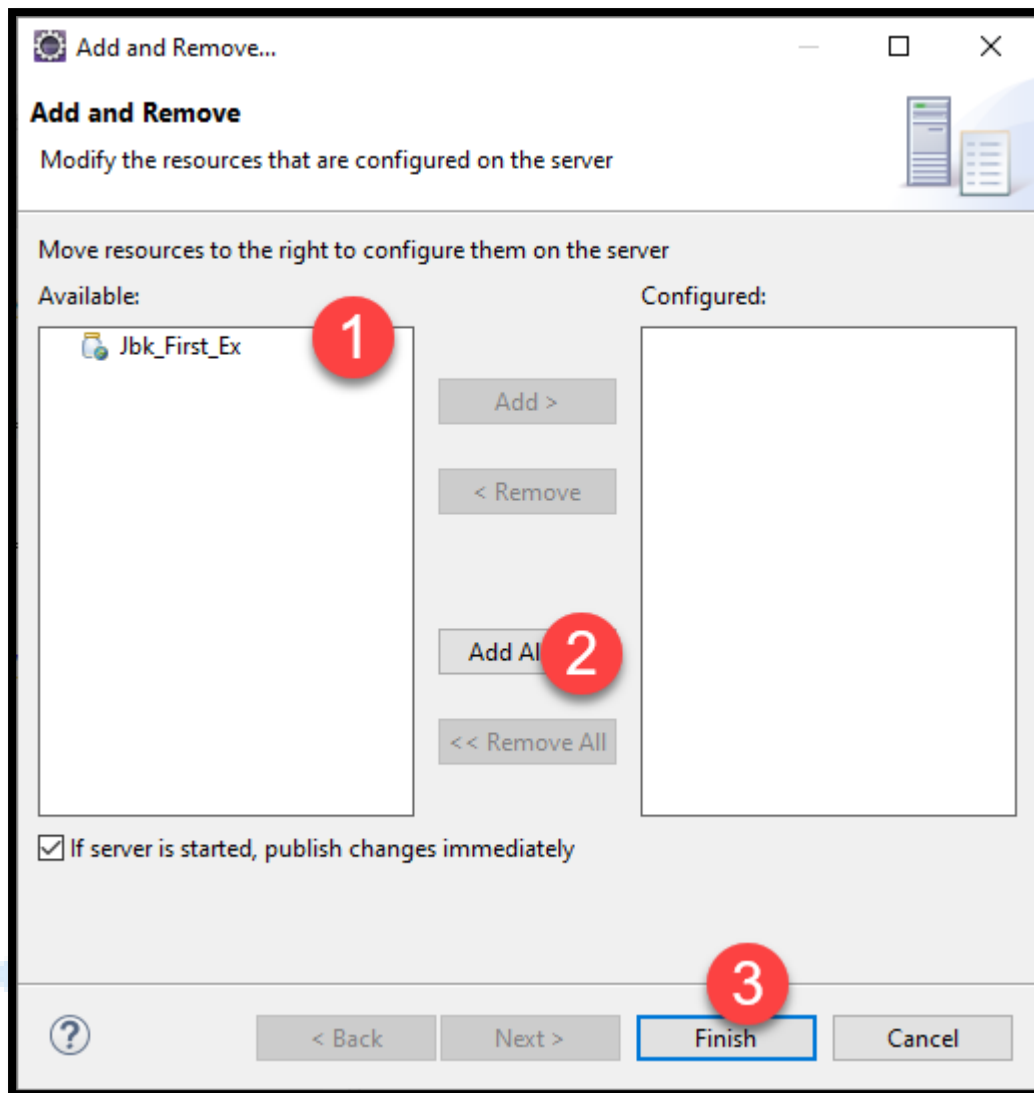 Add and Remove...
Add and Remove
Modify the resources that are configured on the server
Move resources to the right to configure them on the server
Available:
Configured:
Jbk_First_Ex
1
Add >
< Remove
Add Al
2
<< Remove All
If server is started, publish changes immediately
3
?
< Back
Next >
Finish
Cancel